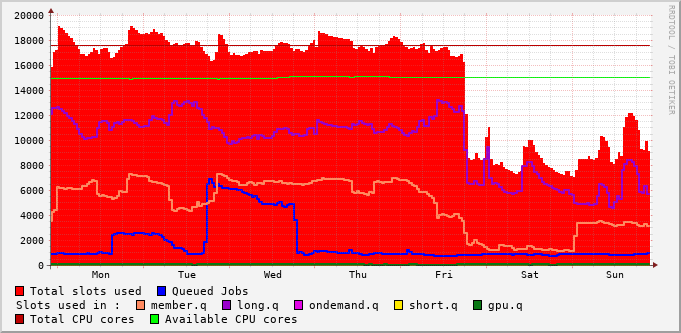 20000
18000
16000
14000
12000
10000
8000
6000
4000
2000
0
Mon Tue Wed Thu Fri Sat Sun
RRDTOOL / TOBI OETIKER
Total slots used Queued Jobs
Slots used in : member.q long.q ondemand.q short.q gpu.q
Total CPU cores Available CPU cores